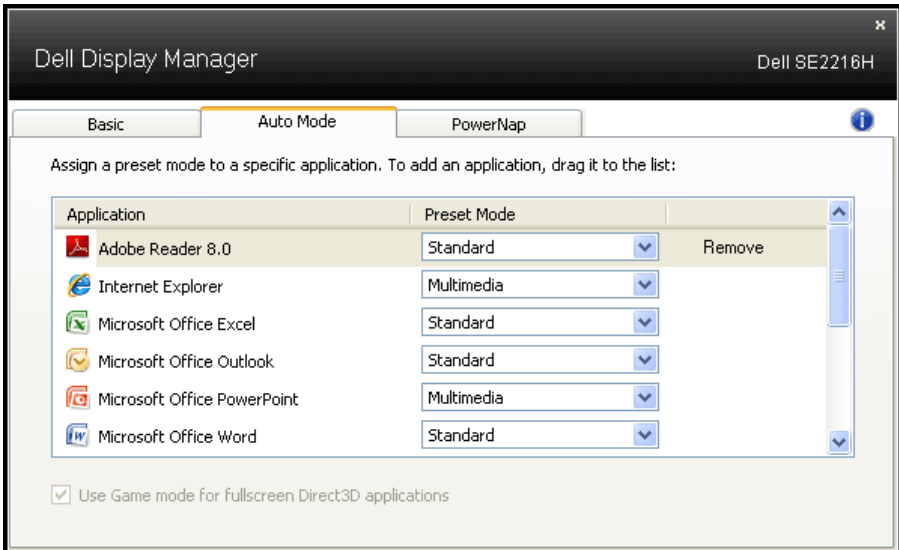 x
Dell Display Manager
Dell SE2216H
Basic Auto Mode PowerNap
Assign a preset mode to a specific application. To add an application, drag it to the list:
Application Preset Mode
Adobe Reader 8.0 Standard Remove
Internet Explorer Multimedia
Microsoft Office Excel Standard
Microsoft Office Outlook Standard
Microsoft Office PowerPoint Multimedia
Microsoft Office Word Standard
Use Game mode for fullscreen Direct3D applications